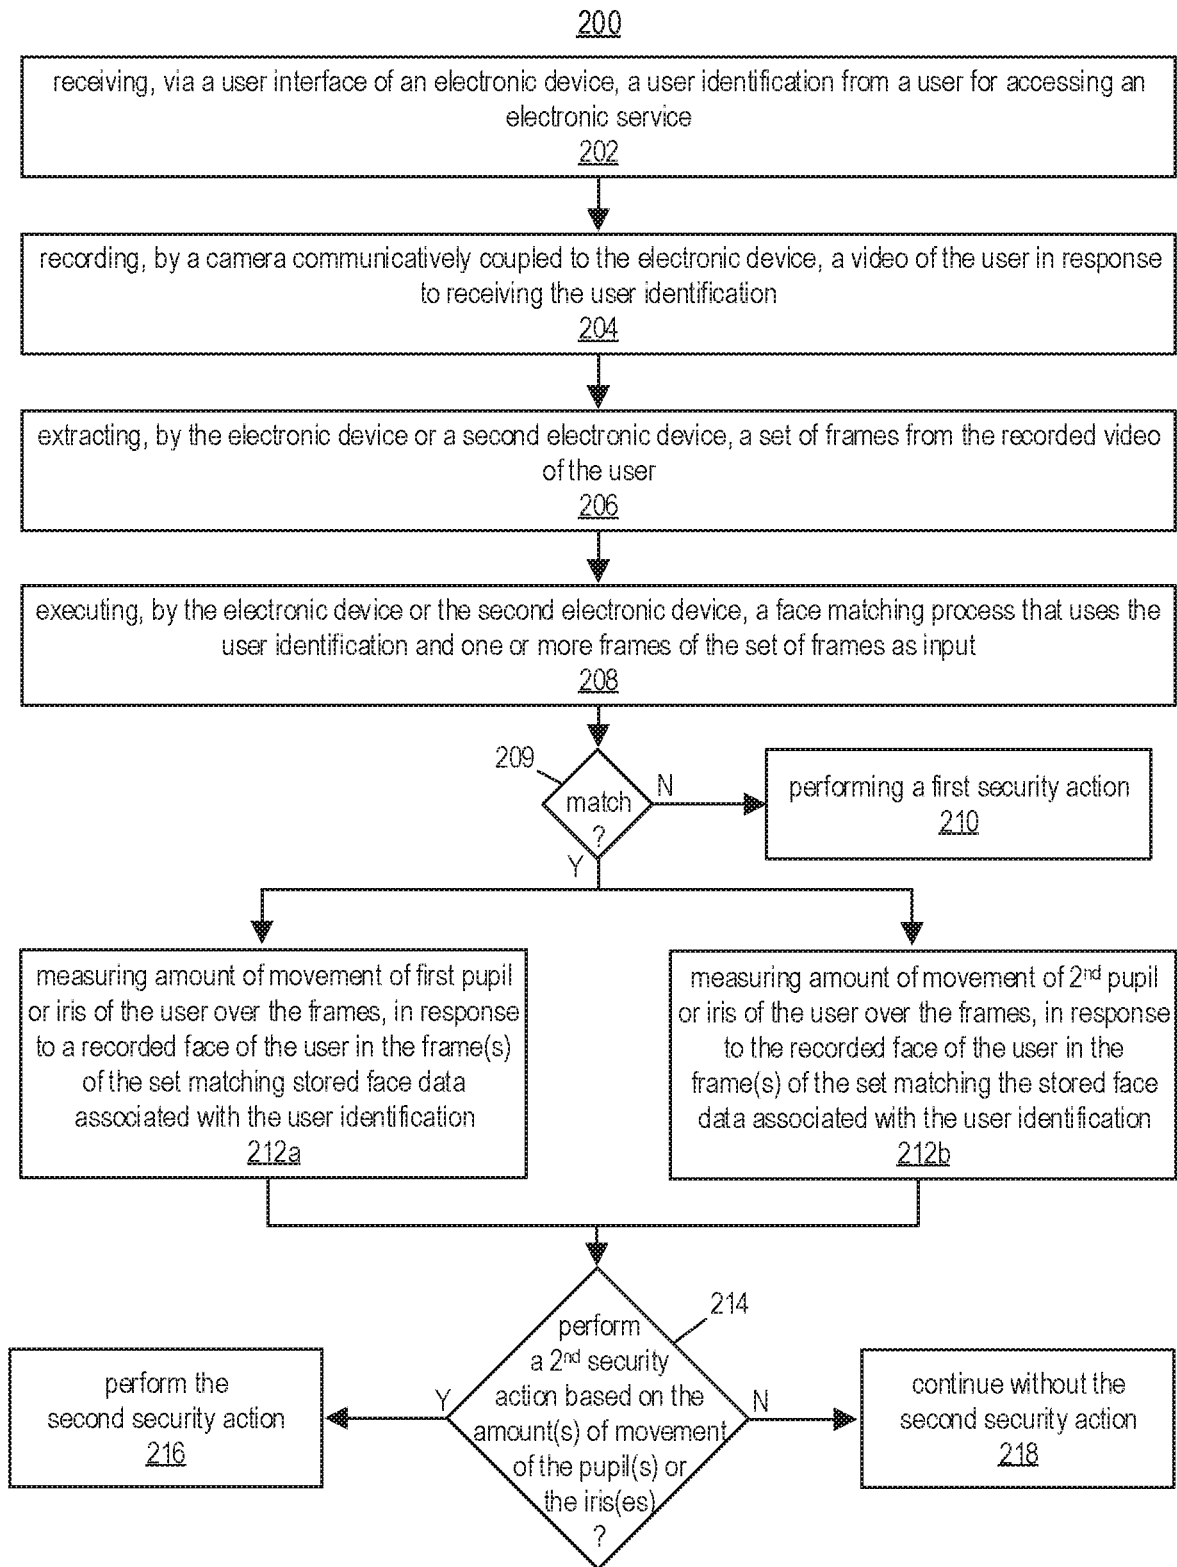 200
receiving, via a user interface of an electronic device, a user identification from a user for accessing an
electronic service
202
recording, by a camera communicatively coupled to the electronic device, a video of the user in response
to receiving the user identification
204
extracting, by the electronic device or a second electronic device, a set of frames from the recorded video
of the user
206
executing, by the electronic device or the second electronic device, a face matching process that uses the
user identification and one or more frames of the set of frames as input
208
209
match
?
N
Y
performing a first security action
210
measuring amount of movement of first pupil
or iris of the user over the frames, in response
to a recorded face of the user in the frame(s)
of the set matching stored face data
associated with the user identification
212a
measuring amount of movement of 2nd pupil
or iris of the user over the frames, in response
to the recorded face of the user in the
frame(s) of the set matching the stored face
data associated with the user identification
212b
214
perform
a 2nd security
action based on the
amount(s) of movement
of the pupil(s) or
the iris(es)
?
Y
N
perform the
second security action
216
continue without the
second security action
218